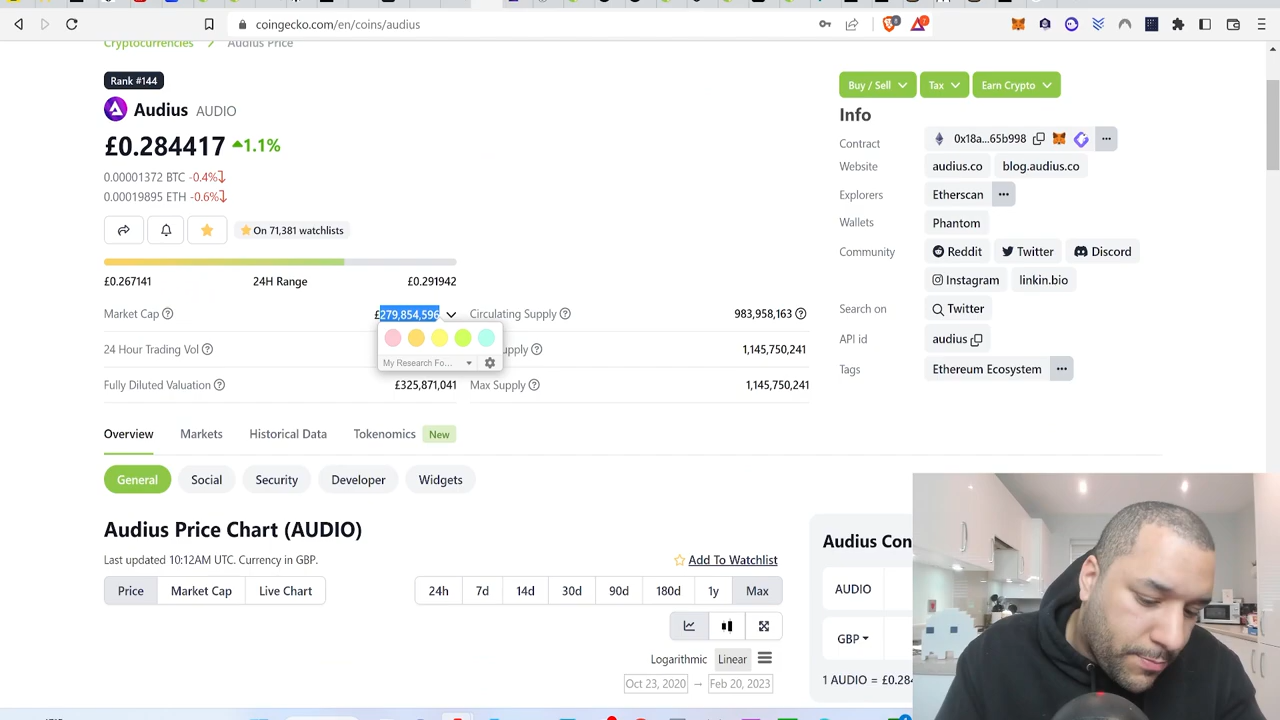 coingecko.com/en/coins/audius
Cryptocurrencies > Audius Price
Rank #144
Audius AUDIO
£0.284417 1.1%
0.00001372 BTC -0.4%
0.00019895 ETH -0.6%
On 71,381 watchlists
£0.267141 24H Range £0.291942
Market Cap £279,854,596
24 Hour Trading Vol
Fully Diluted Valuation £325,871,041
My Research Fo...
Circulating Supply 983,958,163
upply 1,145,750,241
Max Supply 1,145,750,241
Buy / Sell Tax Earn Crypto
Info
Contract 0x18a...65b998
Website audius.co blog.audius.co
Explorers Etherscan
Wallets Phantom
Community Reddit Twitter Discord
Instagram linkin.bio
Search on Twitter
API id audius
Tags Ethereum Ecosystem
Overview Markets Historical Data Tokenomics New
General Social Security Developer Widgets
Audius Price Chart (AUDIO)
Last updated 10:12AM UTC. Currency in GBP.
Add To Watchlist
Price Market Cap Live Chart
24h 7d 14d 30d 90d 180d 1y Max
Logarithmic Linear
Oct 23, 2020 → Feb 20, 2023
Audius Con
AUDIO
GBP
1 AUDIO = £0.284